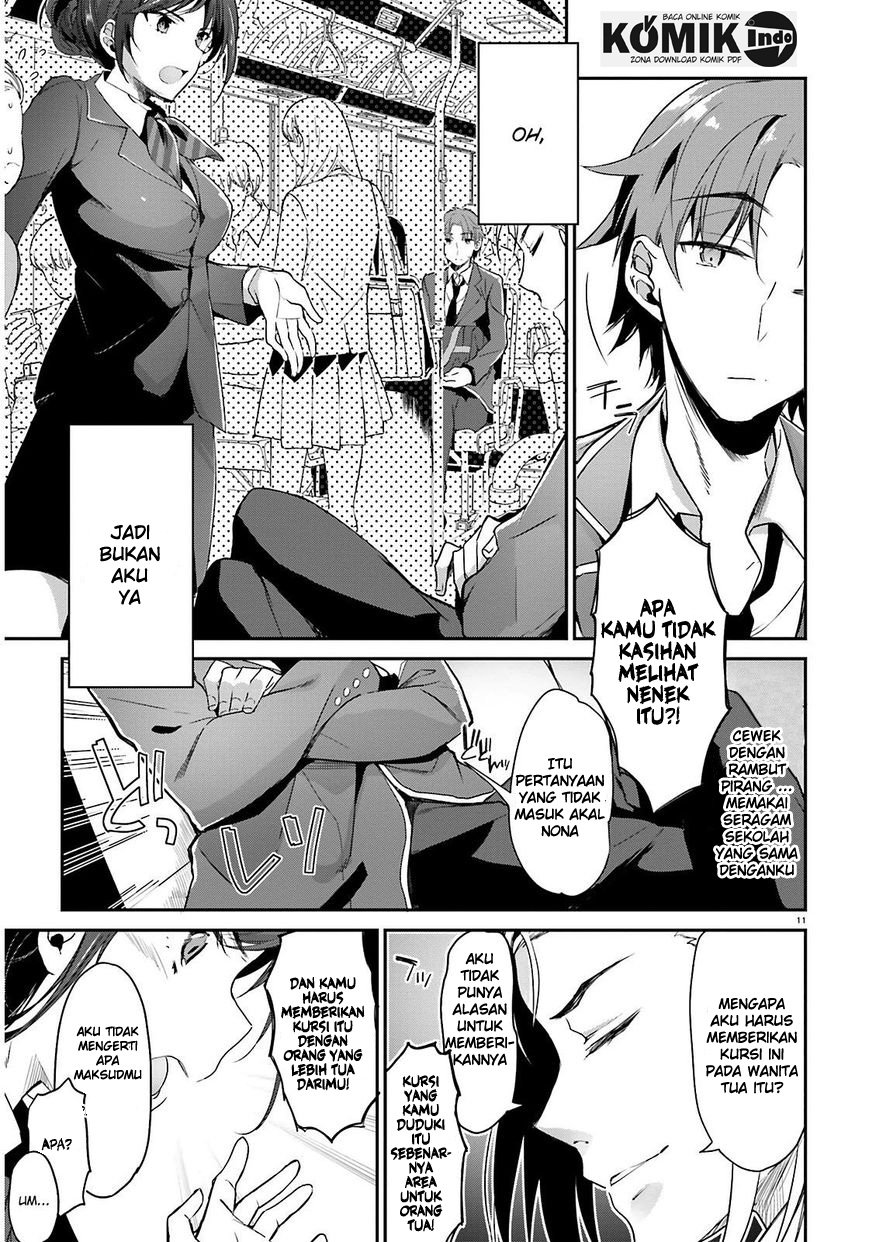 BACA ONLINE KOMIK
KOMIK Indo
ZONA DOWNLOAD KOMIK PDF
OH,
JADI
BUKAN
AKU
YA
APA
KAMU TIDAK
KASIHAN
MELIHAT
NENEK
ITU?!
CEWEK
DENGAN
RAMBUT
PIRANG ...
MEMAKAI
SERAGAM
SEKOLAH
YANG SAMA
DENGANKU
ITU
PERTANYAAN
YANG TIDAK
MASUK AKAL
NONA
ビッ
11
MENGAPA
AKU HARUS
MEMBERIKAN
KURSI INI
PADA WANITA
TUA ITU?
AKU
TIDAK
PUNYA
ALASAN
UNTUK
MEMBERI-
KANNYA
KURSI
YANG
KAMU
DUDUKI
ITU
SEBENAR-
NYA
AREA
UNTUK
ORANG
TUA!
DAN KAMU
HARUS
MEMBERIKAN
KURSI ITU
DENGAN
ORANG YANG
LEBIH TUA
DARIMU!
AKU TIDAK
MENGERTI
APA
MAKSUDMU
APA?
UM...